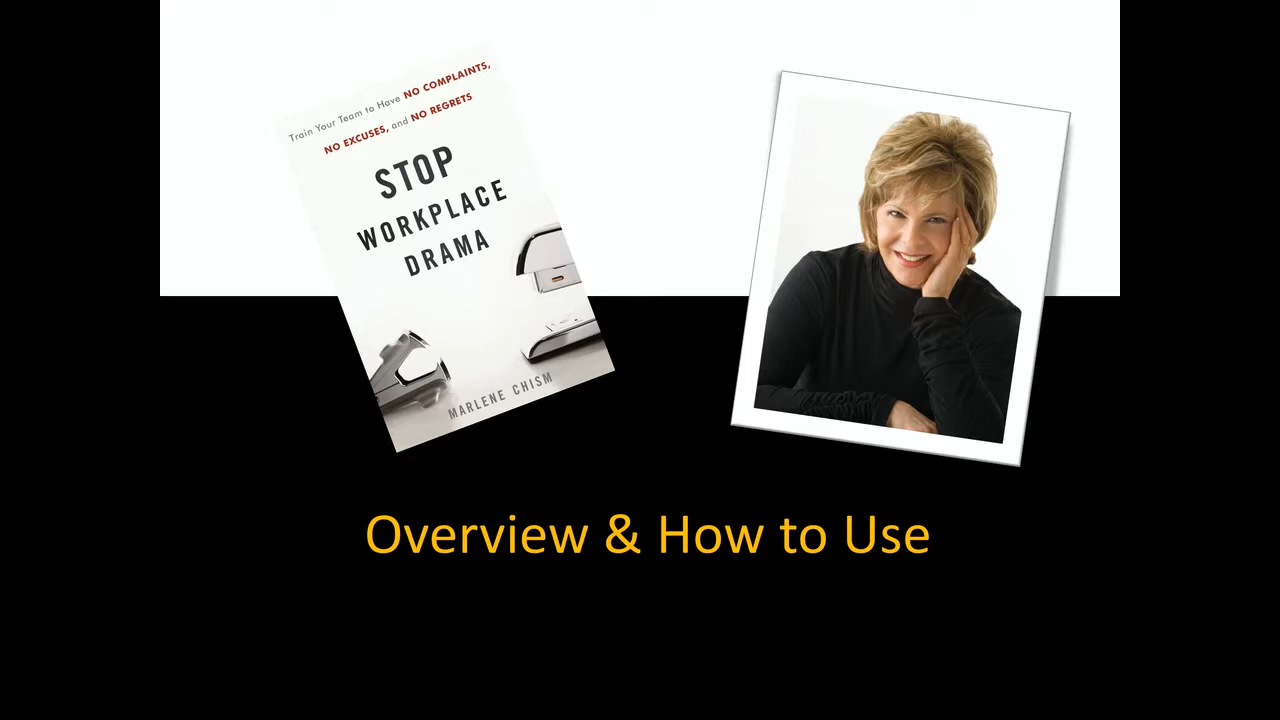 Train Your Team to Have NO COMPLAINTS,
NO EXCUSES, and NO REGRETS
STOP
WORKPLACE
DRAMA
MARLENE CHISM
Overview & How to Use